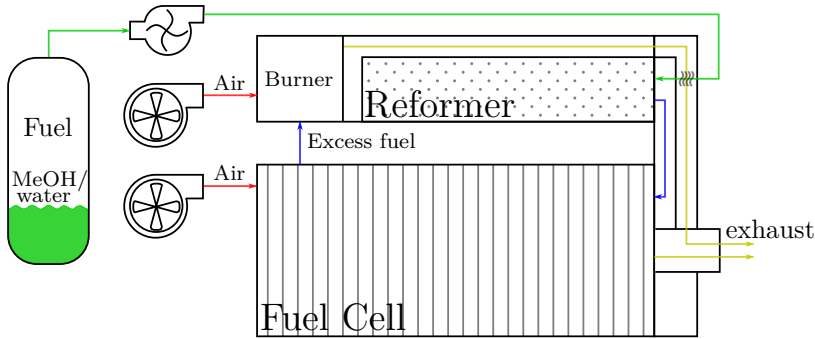 Air
Burner
Reformer
Fuel
Excess fuel
MeOH/
water
Air
exhaust
Fuel Cell